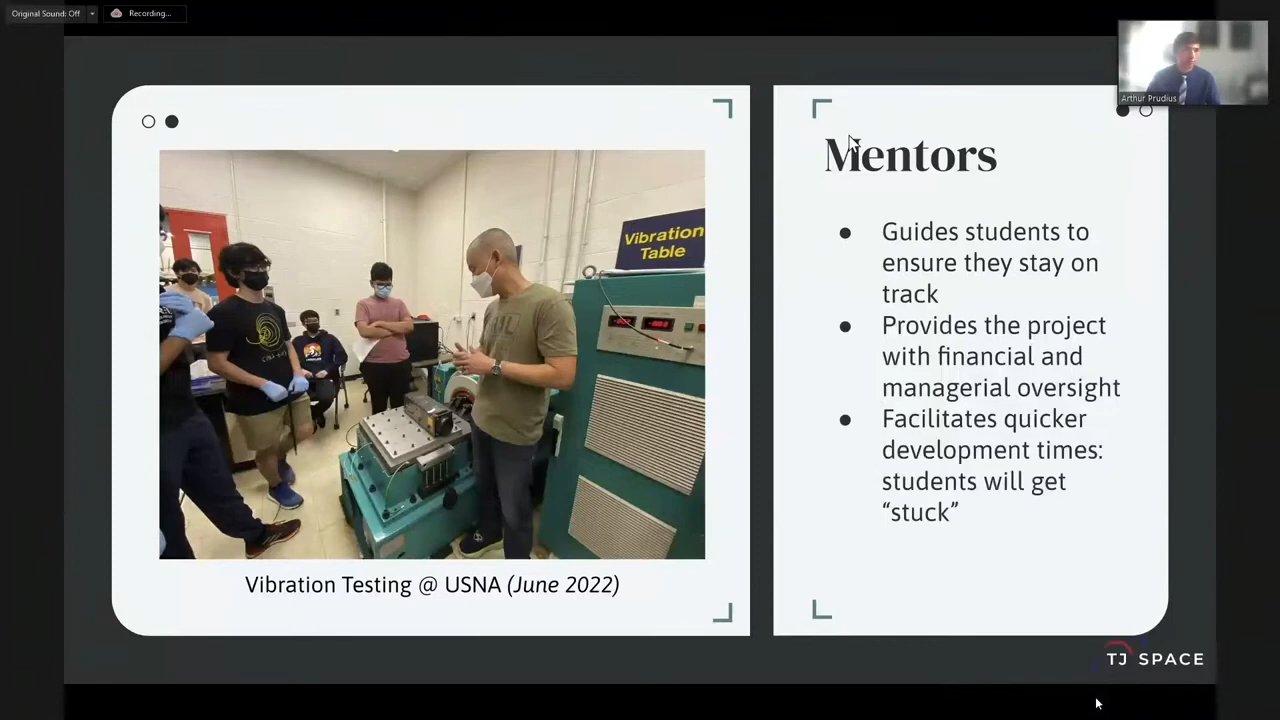 Original Sound: Off
Recording...
Arthur Prudius
Vibration
Table
Vibration Testing @ USNA (June 2022)
Mentors
● Guides students to
ensure they stay on
track
● Provides the project
with financial and
managerial oversight
● Facilitates quicker
development times:
students will get
“stuck”
TJ SPACE